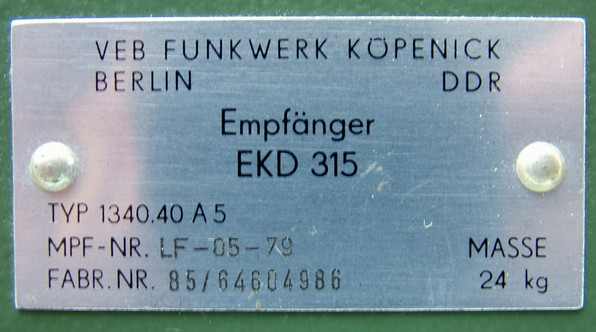 VEB FUNKWERK KÖPENICK
BERLIN DDR
Empfänger
EKD 315
TYP 1340.40 A 5
MPF-NR. LF-05-79 MASSE
FABR.NR. 85/64604986 24 kg